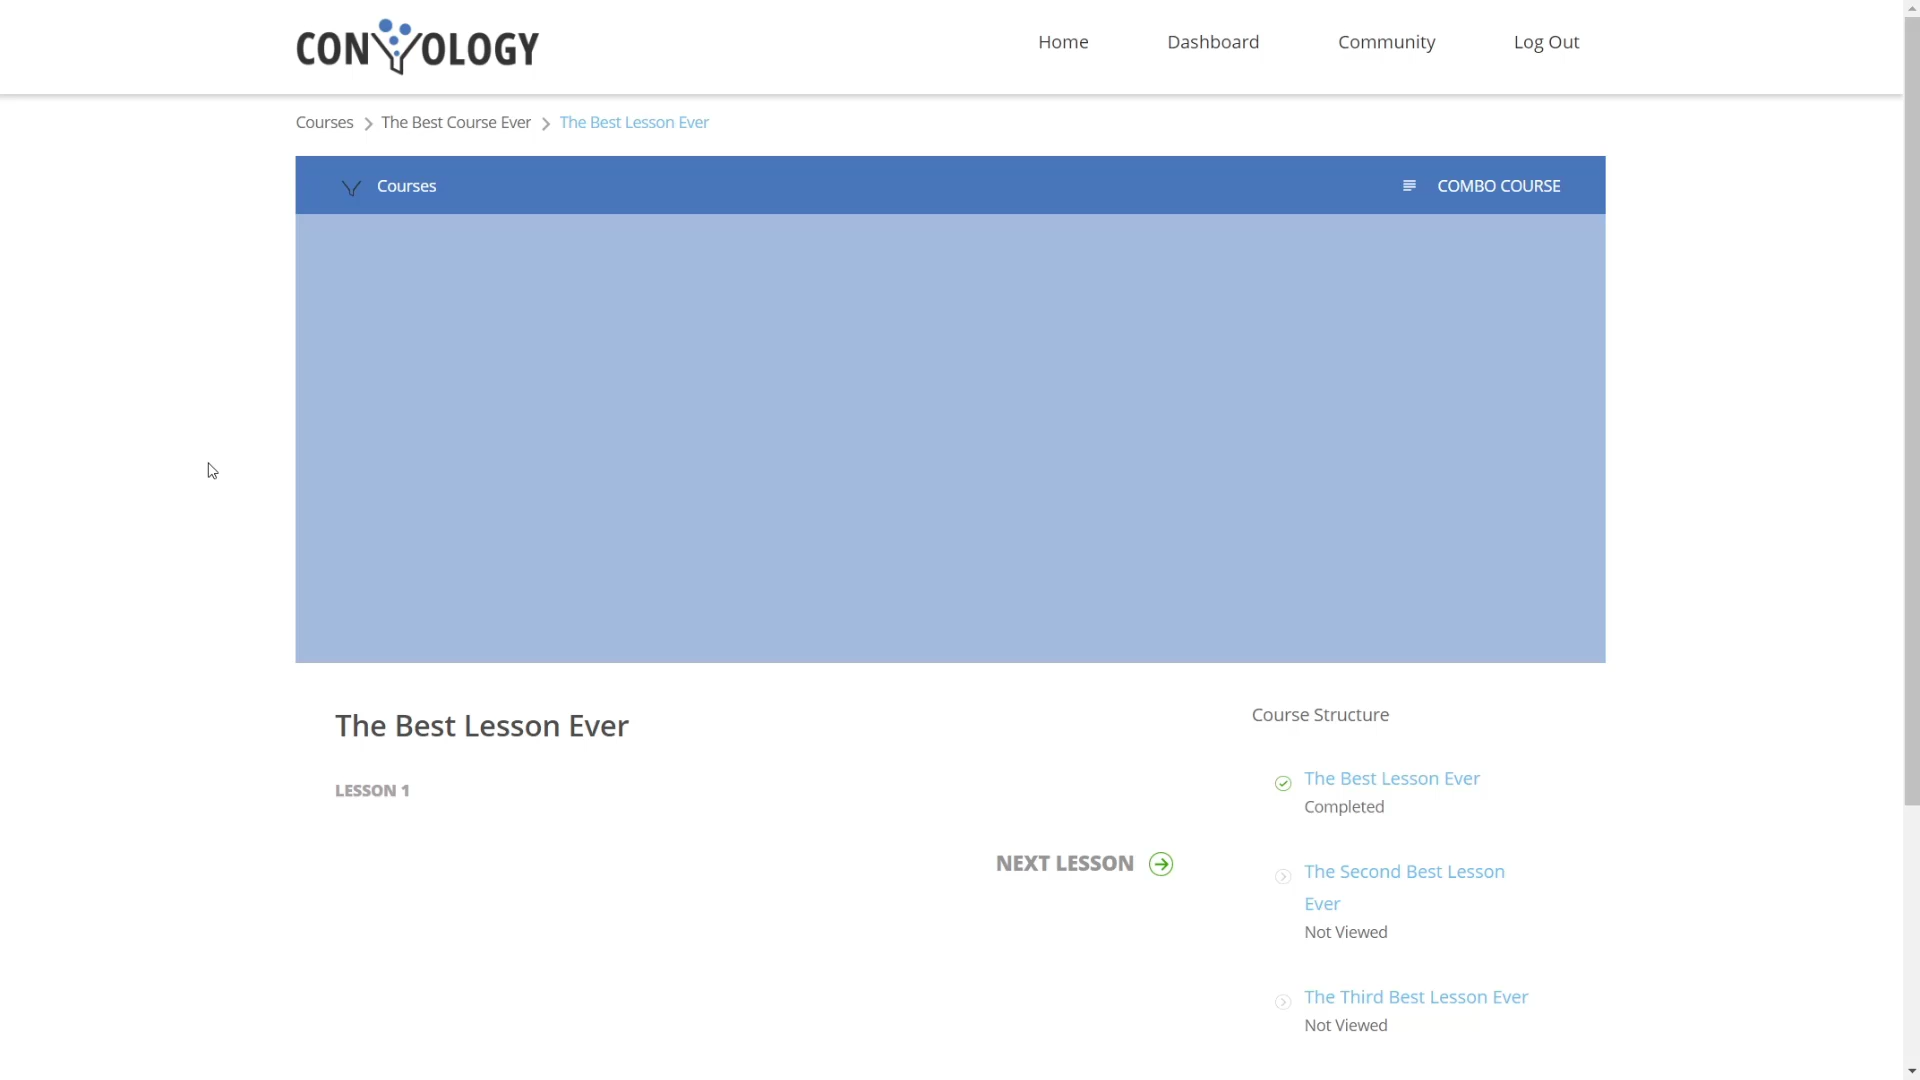 CONVOLOGY
Home Dashboard Community Log Out
Courses The Best Course Ever The Best Lesson Ever
Courses
COMBO COURSE
The Best Lesson Ever
LESSON 1
NEXT LESSON
Course Structure
The Best Lesson Ever
Completed
The Second Best Lesson
Ever
Not Viewed
The Third Best Lesson Ever
Not Viewed